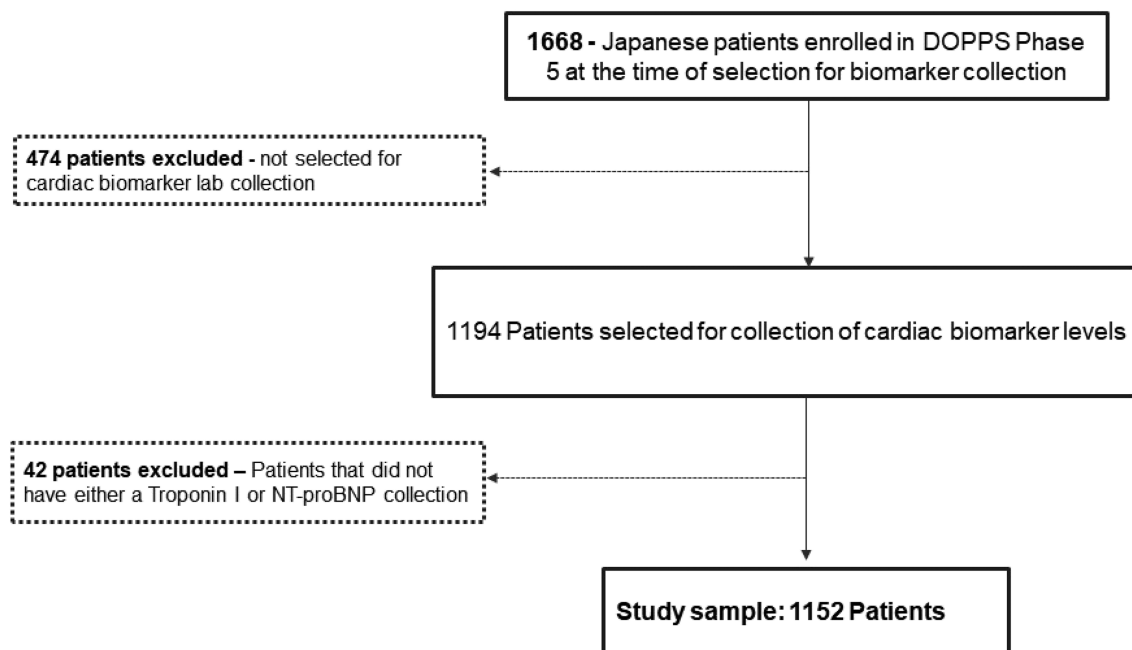 1668 - Japanese patients enrolled in DOPPS Phase
5 at the time of selection for biomarker collection
474 patients excluded - not selected for
cardiac biomarker lab collection
1194 Patients selected for collection of cardiac biomarker levels
42 patients excluded – Patients that did not
have either a Troponin I or NT-proBNP collection
Study sample: 1152 Patients